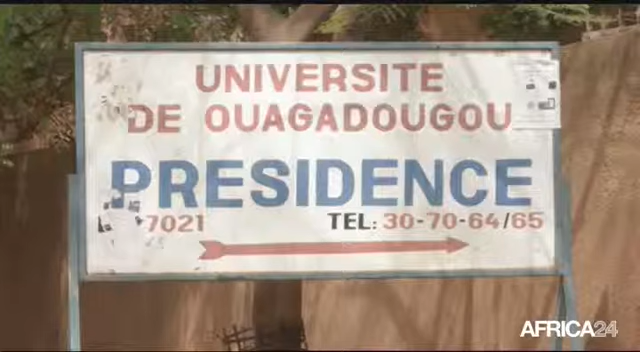 UNIVERSITE
DE OUAGADOUGOU
PRESIDENCE
7021 TEL: 30-70-64/65
AFRICA24